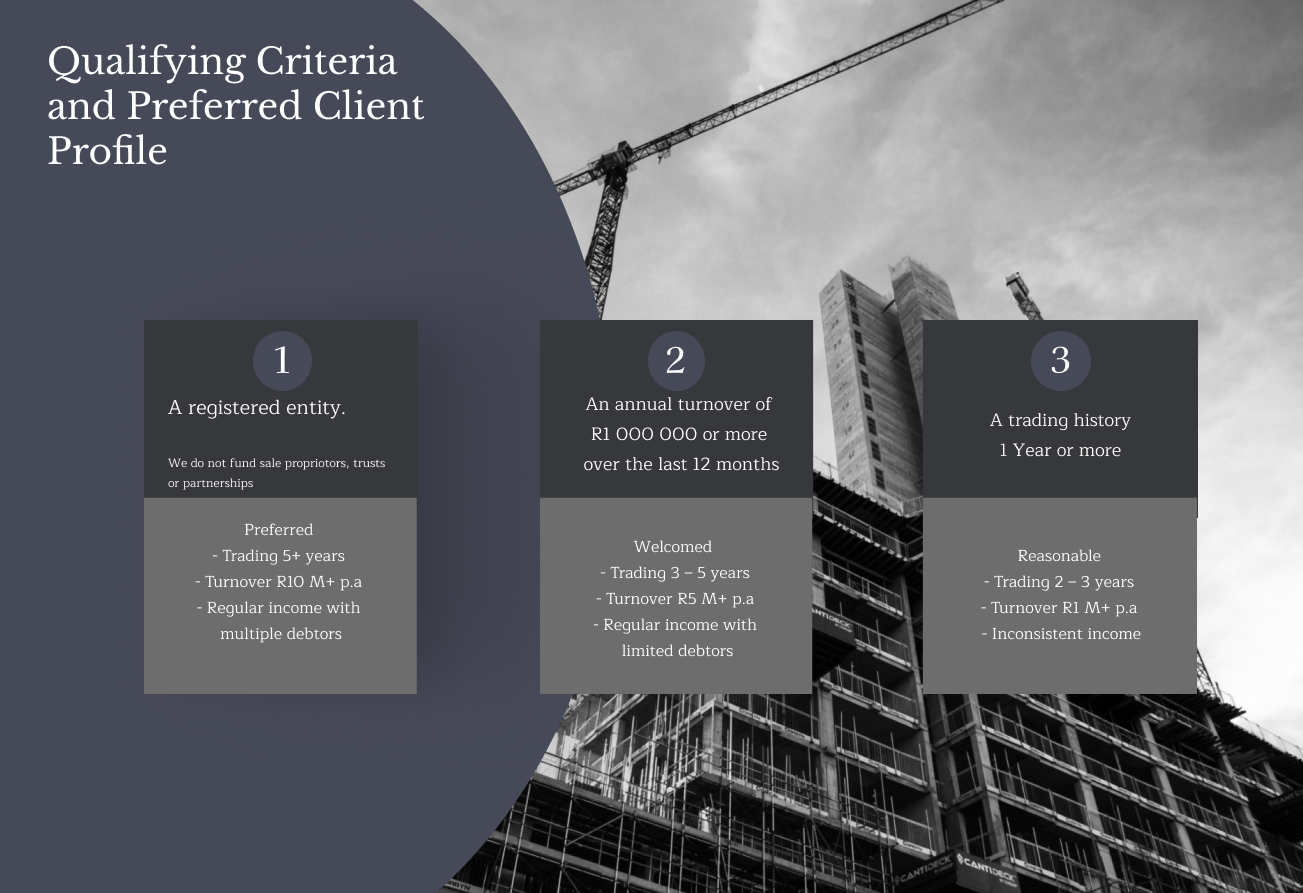 Qualifying Criteria
and Preferred Client
Profile
1
A registered entity.
We do not fund sale propriotors, trusts
or partnerships
Preferred
- Trading 5+ years
- Turnover R10 M+ p.a
- Regular income with
multiple debtors
2
An annual turnover of
R1 000 000 or more
over the last 12 months
Welcomed
- Trading 3 – 5 years
- Turnover R5 M+ p.a
- Regular income with
limited debtors
3
A trading history
1 Year or more
Reasonable
- Trading 2 – 3 years
- Turnover R1 M+ p.a
- Inconsistent income
CANTIDECK
CANTIDECK
CANTIDECK